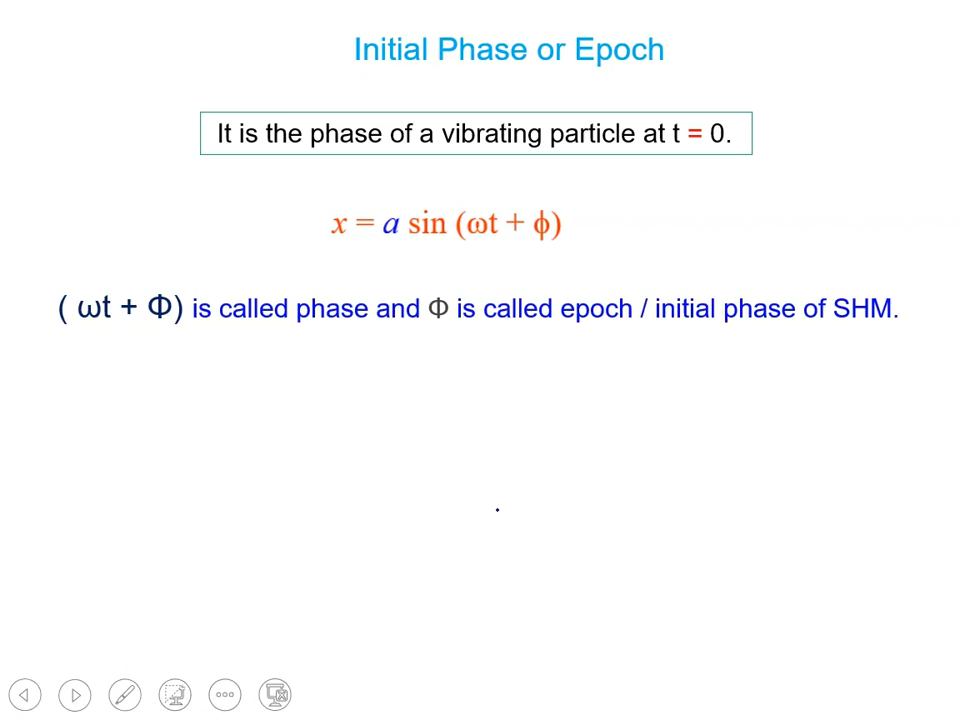 Initial Phase or Epoch
It is the phase of a vibrating particle at t = 0.
x = a sin (ωt + ϕ)
( ωt + Φ) is called phase and Φ is called epoch / initial phase of SHM.